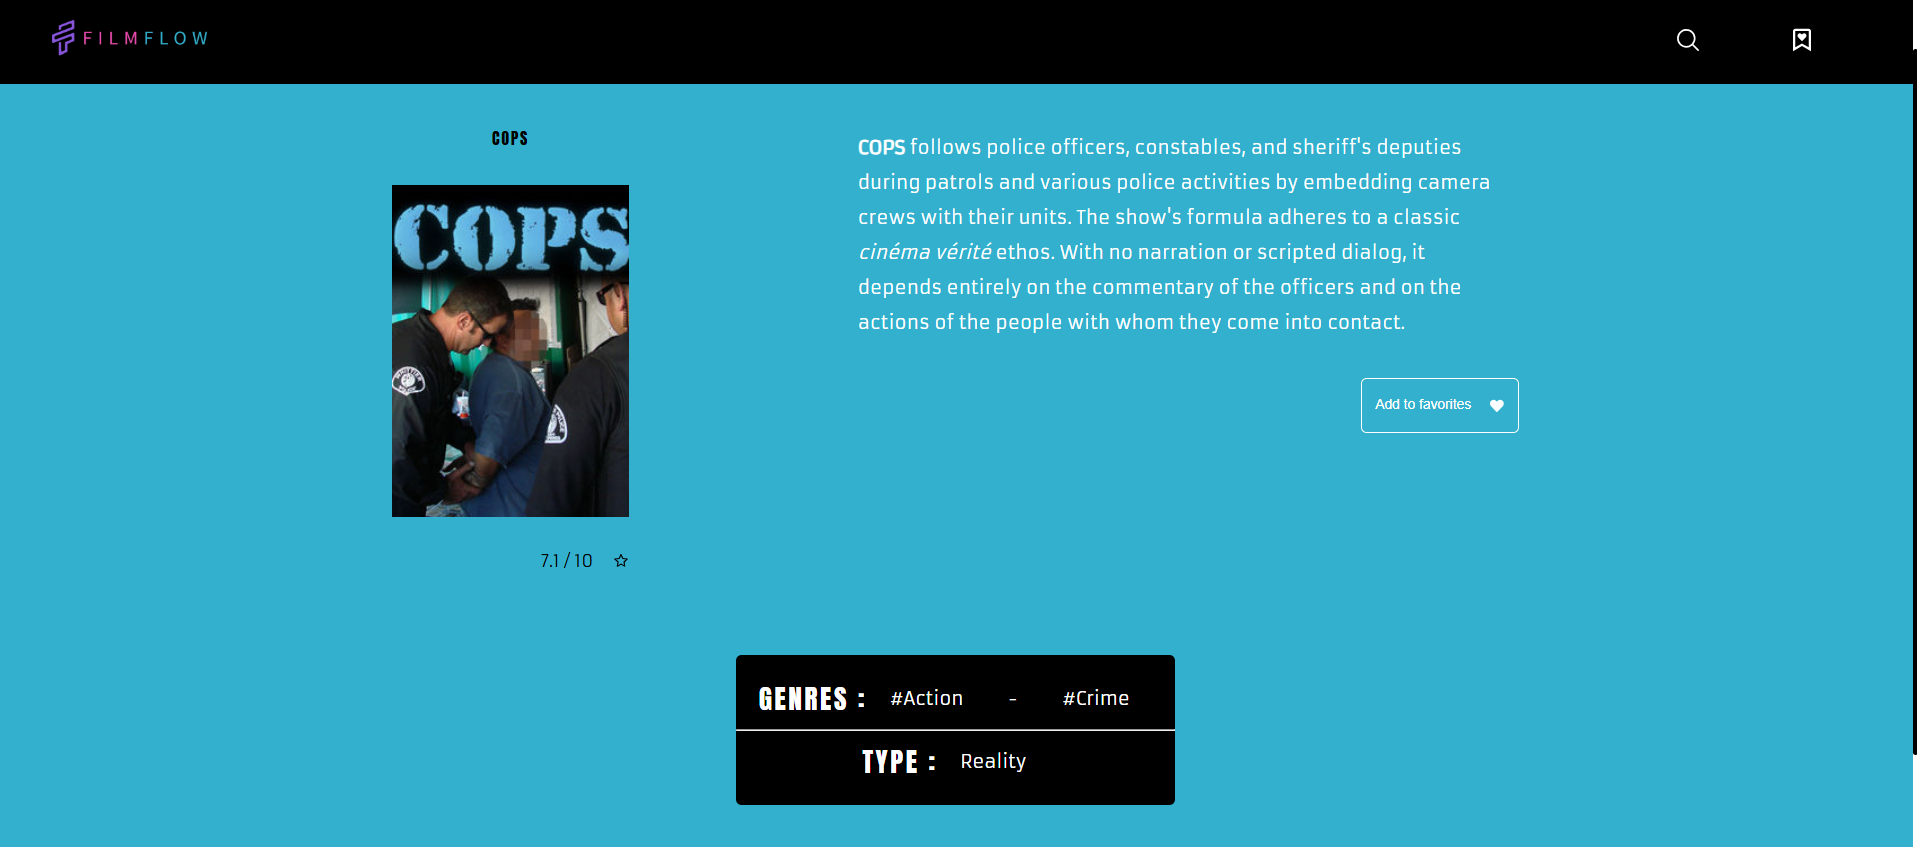 FILMFLOW
COPS
COPS
7.1 / 10
COPS follows police officers, constables, and sheriff's deputies
during patrols and various police activities by embedding camera
crews with their units. The show's formula adheres to a classic
cinéma vérité ethos. With no narration or scripted dialog, it
depends entirely on the commentary of the officers and on the
actions of the people with whom they come into contact.
Add to favorites
GENRES : #Action - #Crime
TYPE : Reality